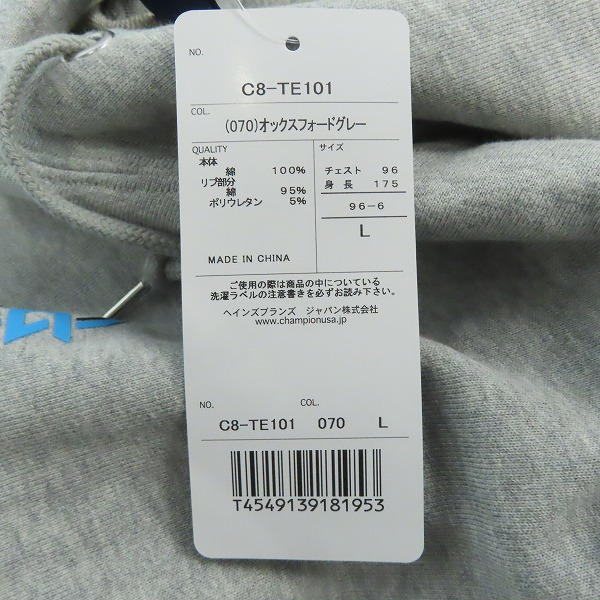 NO.
C8-TE101
COL.
(070)オックスフォードグレー
QUALITY
本体
綿 100%
リブ部分
綿 95%
ポリウレタン 5%
MADE IN CHINA
サイズ
チェスト 96
身長 175
96-6
L
ご使用の際は商品の中についている
洗濯ラベルの注意書きを必ずお読み下さい。
ヘインズブランズ ジャパン株式会社
www.championusa.jp
NO. COL.
C8-TE101 070 L
T4549139181953